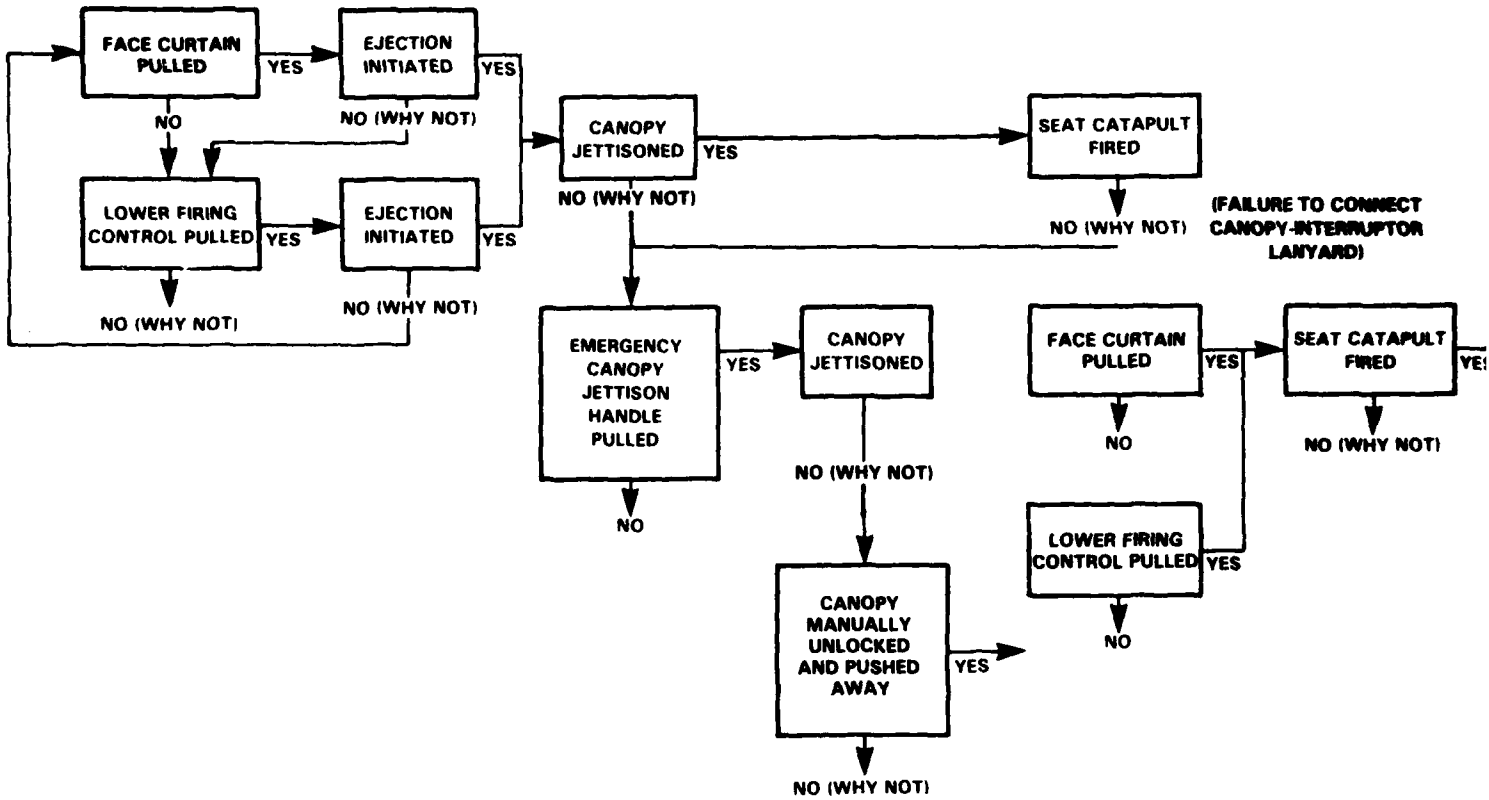 FACE CURTAIN
PULLED
YES
NO
EJECTION
INITIATED
YES
NO (WHY NOT)
LOWER FIRING
CONTROL PULLED
YES
NO (WHY NOT)
EJECTION
INITIATED
YES
NO (WHY NOT)
CANOPY
JETTISONED
YES
NO (WHY NOT)
SEAT CATAPULT
FIRED
NO (WHY NOT)
(FAILURE TO CONNECT
CANOPY-INTERRUPTOR
LANYARD)
EMERGENCY
CANOPY
JETTISON
HANDLE
PULLED
YES
NO
CANOPY
JETTISONED
NO (WHY NOT)
CANOPY
MANUALLY
UNLOCKED
AND PUSHED
AWAY
YES
NO (WHY NOT)
FACE CURTAIN
PULLED
YES
NO
LOWER FIRING
CONTROL PULLED
YES
NO
SEAT CATAPULT
FIRED
YES
NO (WHY NOT)